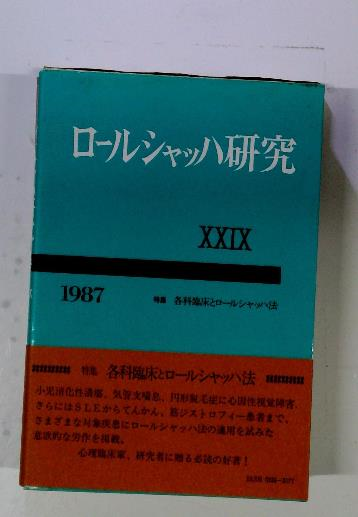 ロールシャッハ研究
XXIX
1987
特集 各科臨床とロールシャッハ法
特集 各科臨床とロールシャッハ法
小児消化性潰瘍、気管支喘息、円形脱毛症に心因性視覚障害、
さらにはSLEからてんかん、筋ジストロフィー患者まで、
さまざまな対象疾患にロールシャッハ法の適用を試みた
意欲的な労作を掲載。
心理臨床家、研究者に贈る必読の好著！